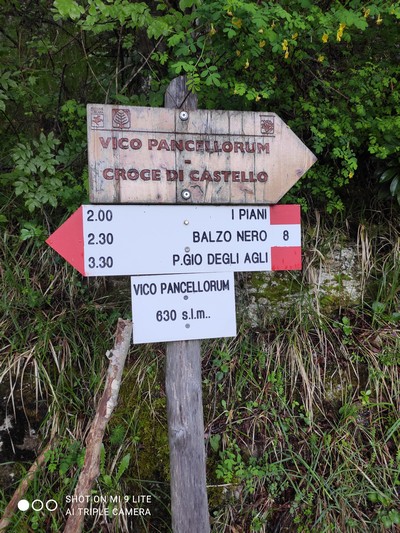 VICO PANCELLORUM
-
CROCE DI CASTELLO
2.00 I PIANI
2.30 BALZO NERO 8
3.30 P.GIO DEGLI AGLI
VICO PANCELLORUM
630 s.l.m..
SHOT ON MI 9 LITE
AI TRIPLE CAMERA